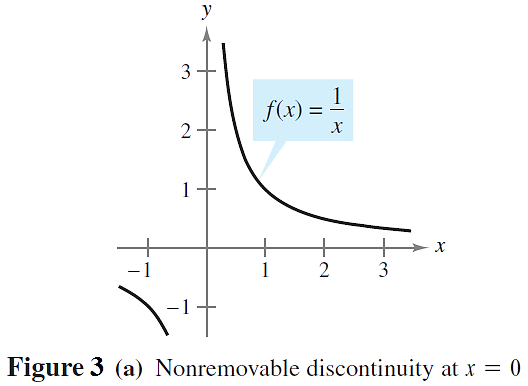 y
3
f(x) = 1/x
2
1
x
−1
1
2
3
−1
Figure 3 (a) Nonremovable discontinuity at x = 0